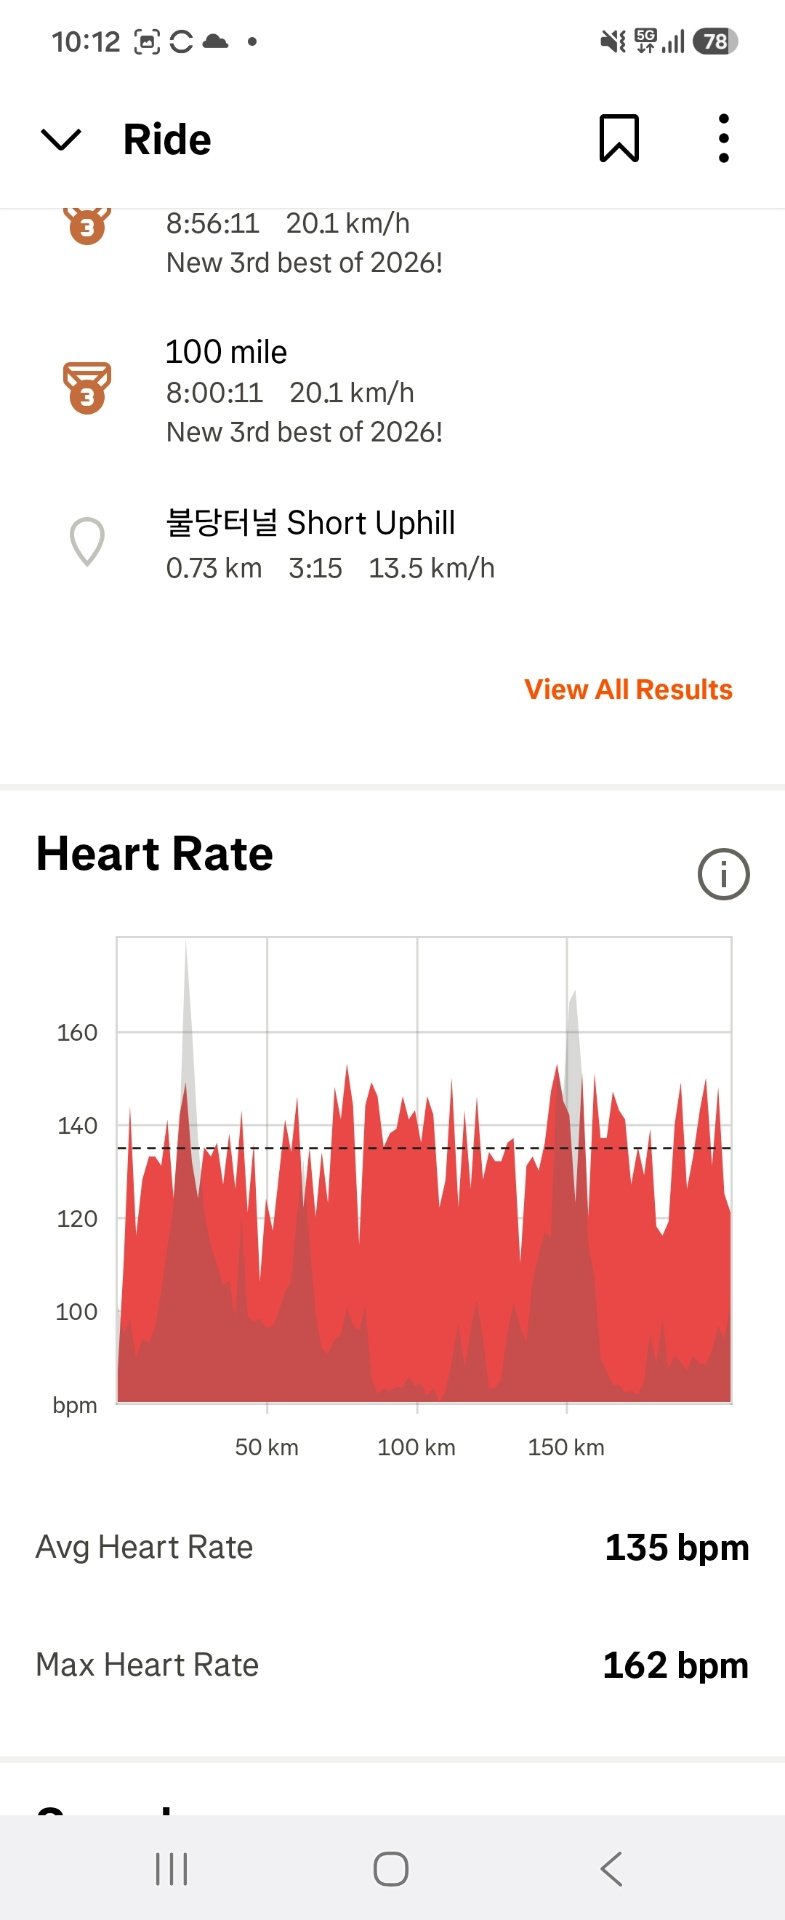 10:12
5G
78
Ride
3
8:56:11 20.1 km/h
New 3rd best of 2026!
100 mile
3
8:00:11 20.1 km/h
New 3rd best of 2026!
불당터널 Short Uphill
0.73 km 3:15 13.5 km/h
View All Results
Heart Rate
i
160
140
120
100
bpm
50 km 100 km 150 km
Avg Heart Rate 135 bpm
Max Heart Rate 162 bpm